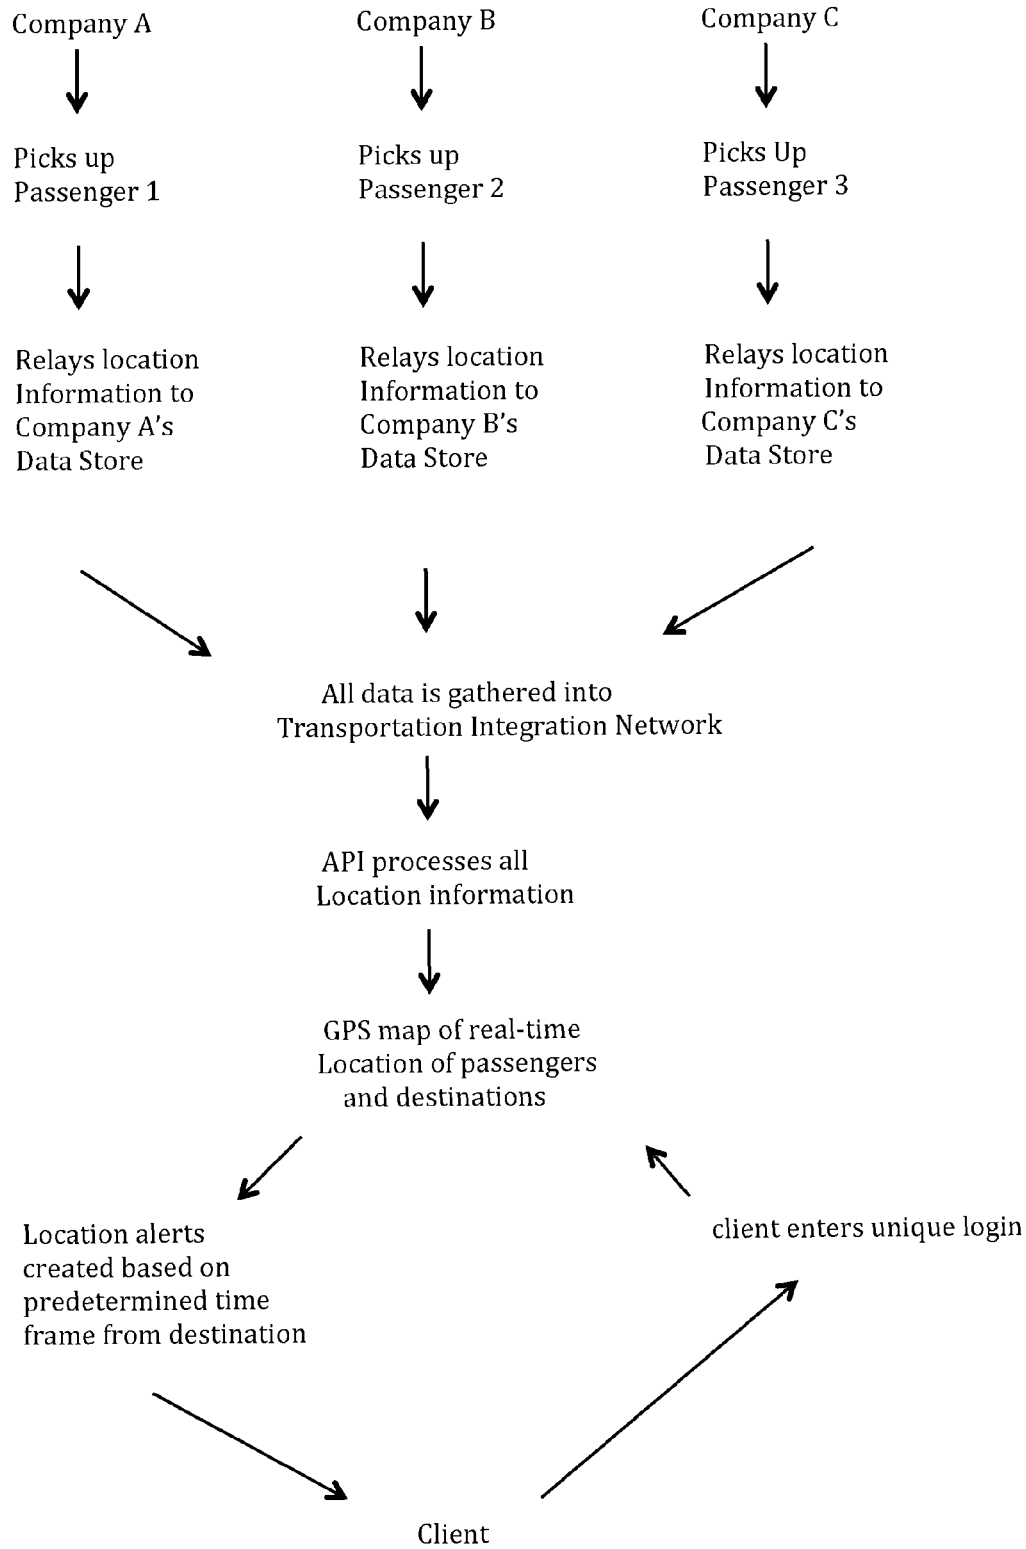 Company A
Company B
Company C
Picks up
Passenger 1
Picks up
Passenger 2
Picks Up
Passenger 3
Relays location
Information to
Company A's
Data Store
Relays location
Information to
Company B's
Data Store
Relays location
Information to
Company C's
Data Store
All data is gathered into
Transportation Integration Network
API processes all
Location information
GPS map of real-time
Location of passengers
and destinations
Location alerts
created based on
predetermined time
frame from destination
client enters unique login
Client